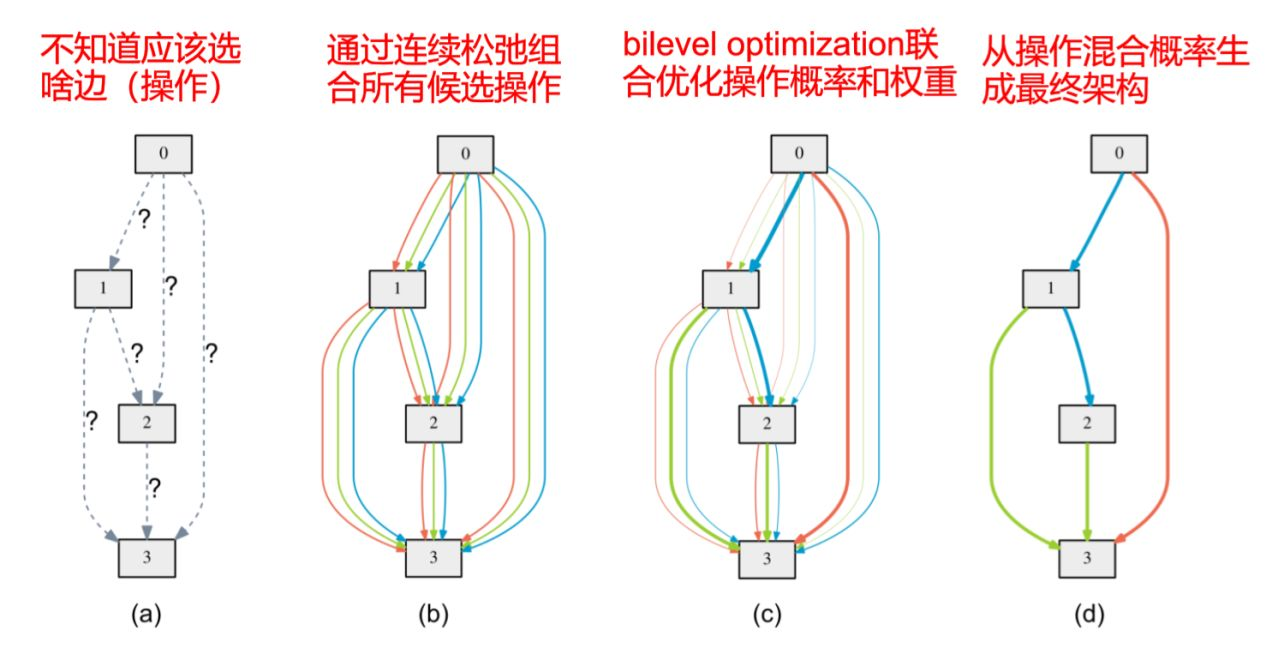 不知道应该选
啥边（操作）
通过连续松弛组
合所有候选操作
bilevel optimization联
合优化操作概率和权重
从操作混合概率生
成最终架构
0
?
1
?
?
?
?
2
?
3
(a)
0
1
2
3
(b)
0
1
2
3
(c)
0
1
2
3
(d)